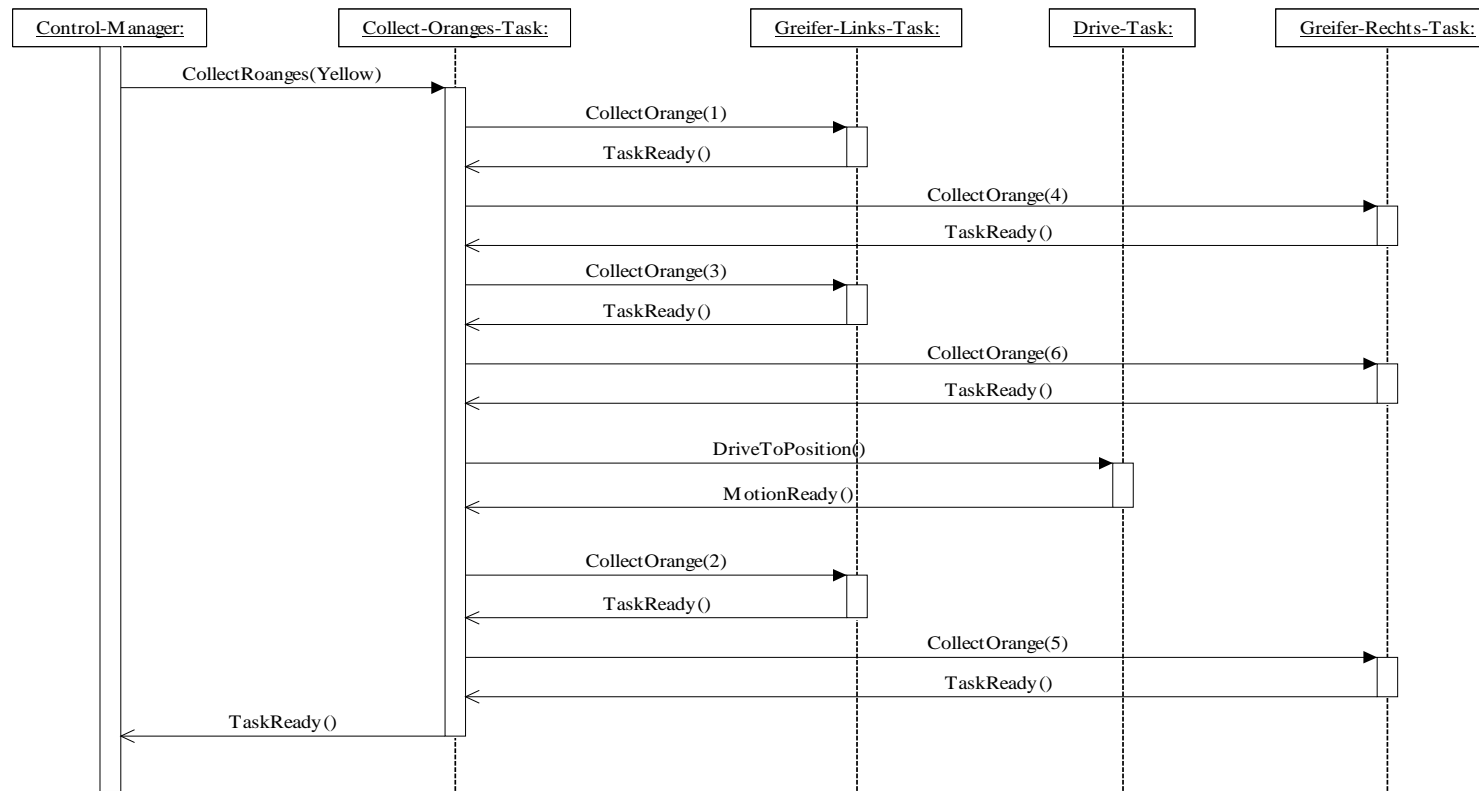 Control-Manager:
Collect-Oranges-Task:
Greifer-Links-Task:
Drive-Task:
Greifer-Rechts-Task:
CollectRoanges(Yellow)
CollectOrange(1)
TaskReady()
CollectOrange(4)
TaskReady()
CollectOrange(3)
TaskReady()
CollectOrange(6)
TaskReady()
DriveToPosition()
MotionReady()
CollectOrange(2)
TaskReady()
CollectOrange(5)
TaskReady()
TaskReady()